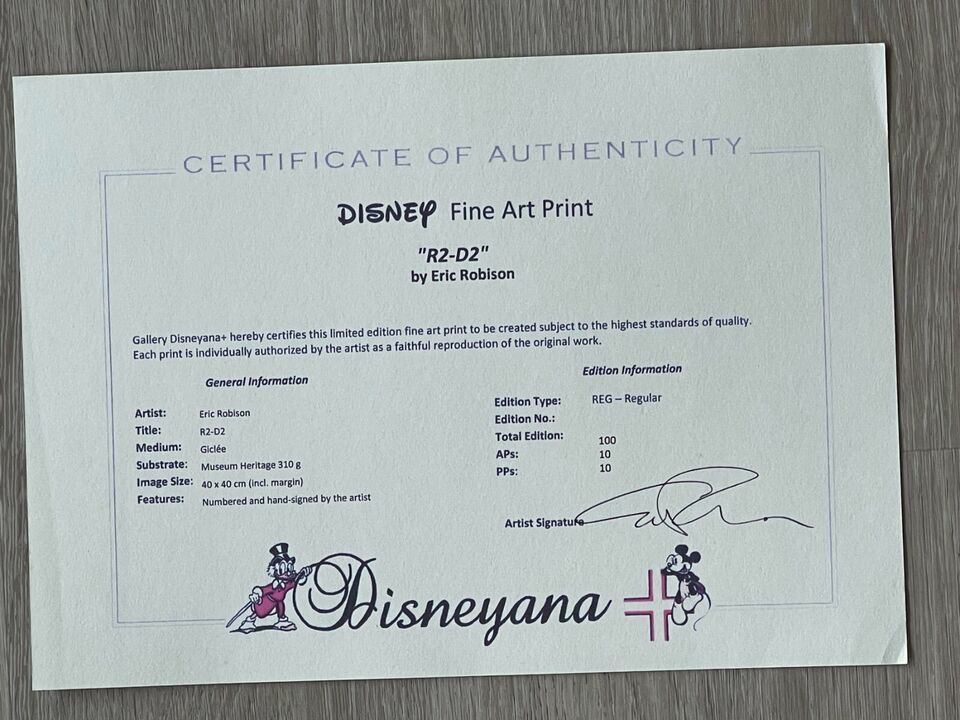 CERTIFICATE OF AUTHENTICITY
DISNEY Fine Art Print
"R2-D2"
by Eric Robison
Gallery Disneyana+ hereby certifies this limited edition fine art print to be created subject to the highest standards of quality.
Each print is individually authorized by the artist as a faithful reproduction of the original work.
General Information
Artist: Eric Robison
Title: R2-D2
Medium: Giclée
Substrate: Museum Heritage 310 g
Image Size: 40 x 40 cm (incl. margin)
Features: Numbered and hand-signed by the artist
Edition Information
Edition Type: REG – Regular
Edition No.:
Total Edition: 100
APs: 10
PPs: 10
Artist Signature
Disneyana